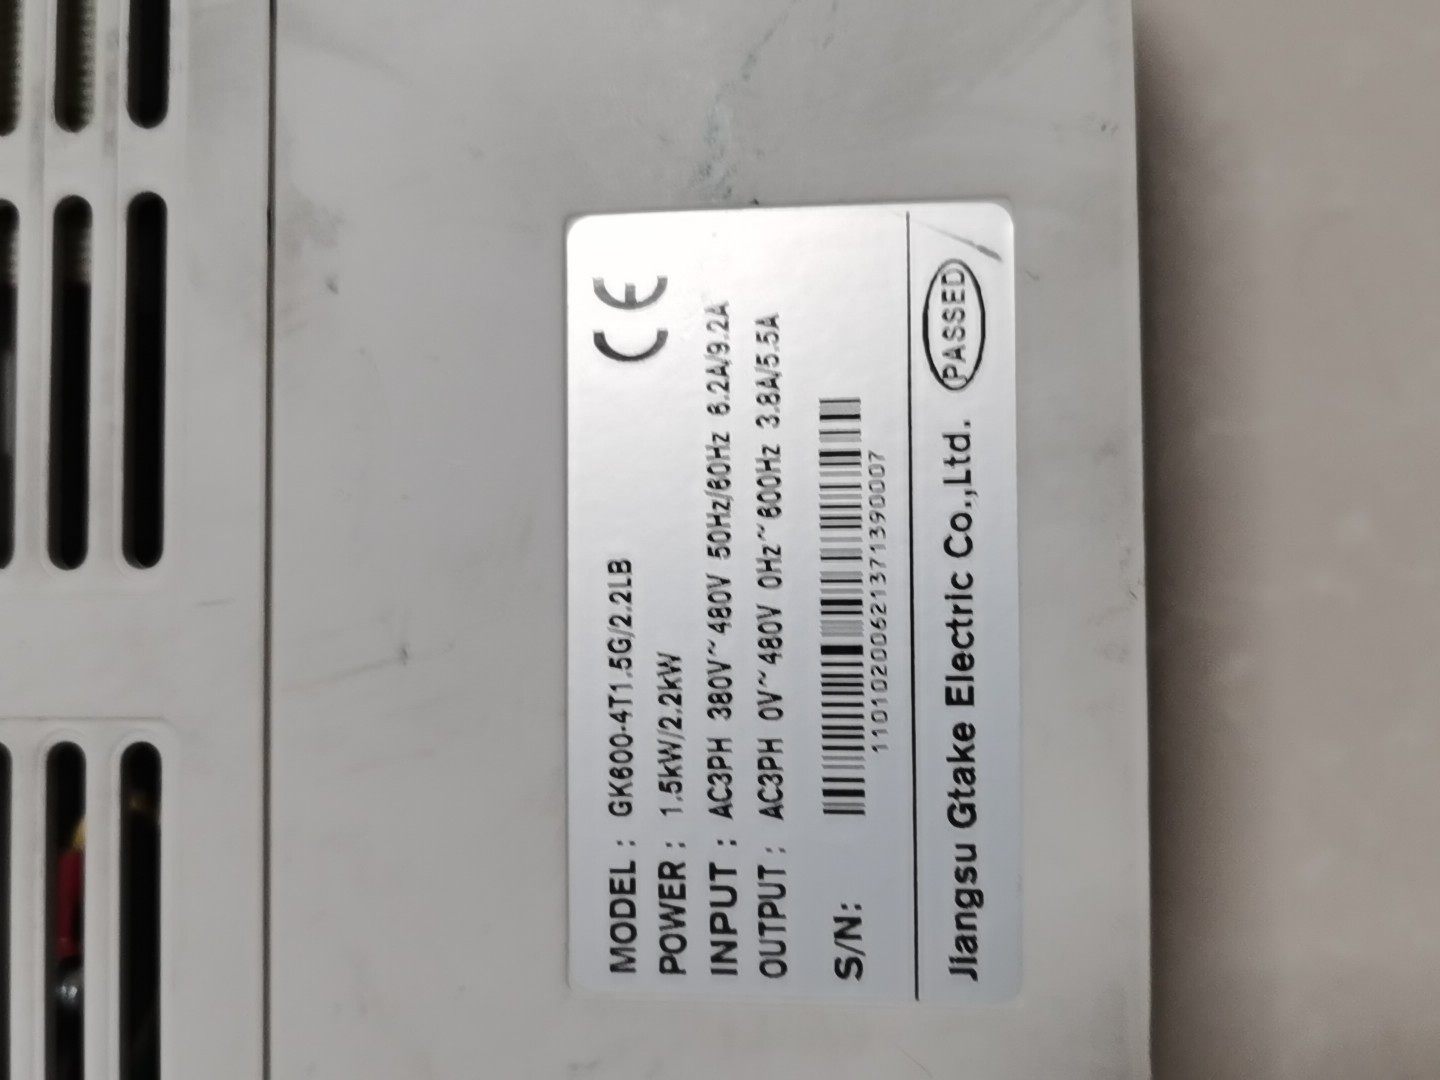 CE
MODEL: GK600-4T1.5G/2.2LB
POWER: 1.5kW/2.2kW
INPUT: AC3PH 380V~480V 50Hz/60Hz 6.2A/9.2A
OUTPUT: AC3PH 0V~480V 0Hz~600Hz 3.8A/5.5A
S/N:
11010200621371390007
Jiangsu Gtake Electric Co.,Ltd. PASSED